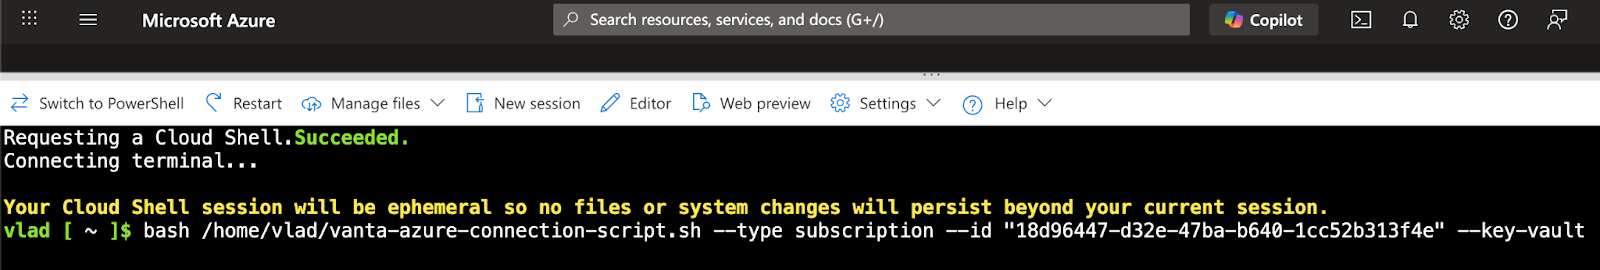 Microsoft Azure
Search resources, services, and docs (G+/)
Copilot
Switch to PowerShell
Restart
Manage files
New session
Editor
Web preview
Settings
Help
Requesting a Cloud Shell.Succeeded.
Connecting terminal...
Your Cloud Shell session will be ephemeral so no files or system changes will persist beyond your current session.
vlad [ ~ ]$ bash /home/vlad/vanta-azure-connection-script.sh --type subscription --id "18d96447-d32e-47ba-b640-1cc52b313f4e" --key-vault